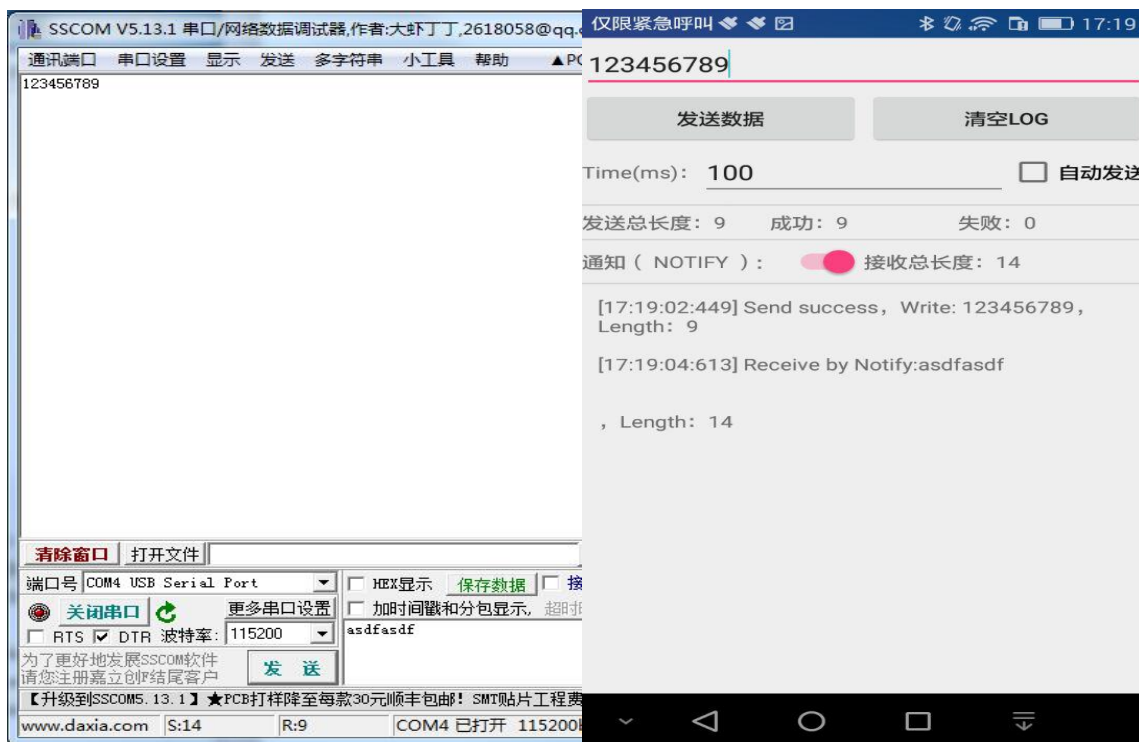 SSCOM V5.13.1 串口/网络数据调试器,作者:大虾丁丁,2618058@qq.
通讯端口 串口设置 显示 发送 多字符串 小工具 帮助 ▲PC
123456789
清除窗口 打开文件
端口号 COM4 USB Serial Port HEX显示 保存数据 接
关闭串口 更多串口设置 加时间戳和分包显示, 超时
RTS DTR 波特率: 115200 asdfasdf
为了更好地发展SSCOM软件
请您注册嘉立创F结尾客户
发 送
【升级到SSCOM5.13.1】★PCB打样降至每款30元顺丰包邮! SMT贴片工程费
www.daxia.com S:14 R:9 COM4 已打开 115200
仅限紧急呼叫 17:19
123456789
发送数据 清空LOG
Time(ms): 100 自动发送
发送总长度: 9 成功: 9 失败: 0
通知 ( NOTIFY ) : 接收总长度: 14
[17:19:02:449] Send success, Write: 123456789,
Length: 9
[17:19:04:613] Receive by Notify:asdfasdf
, Length: 14